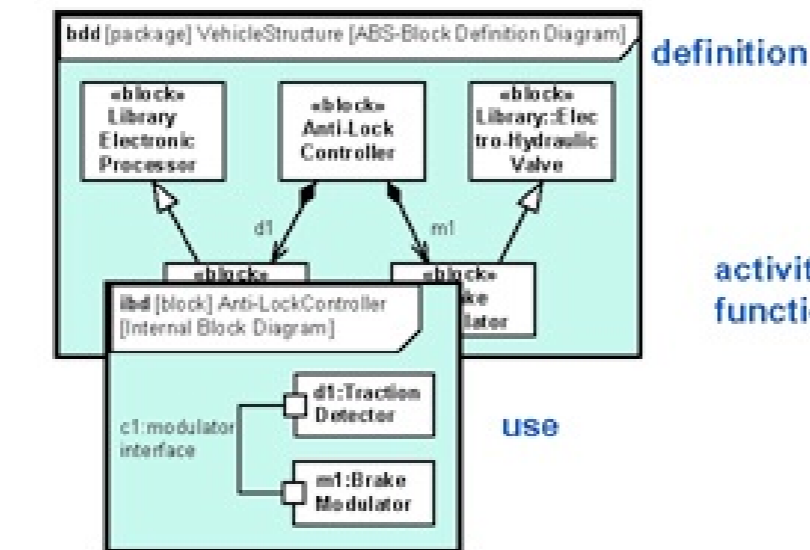 bdd [package] VehicleStructure [ABS-Block Definition Diagram]
definition
«block»
Library
Electronic
Processor
«block»
Anti-Lock
Controller
«block»
Library::Elec
tro-Hydraulic
Valve
d1
m1
«block»
«block»
ke
lator
activit
functi
ibd [block] Anti-LockController
[Internal Block Diagram]
d1:Traction
Detector
c1:modulator
interface
m1:Brake
Modulator
use